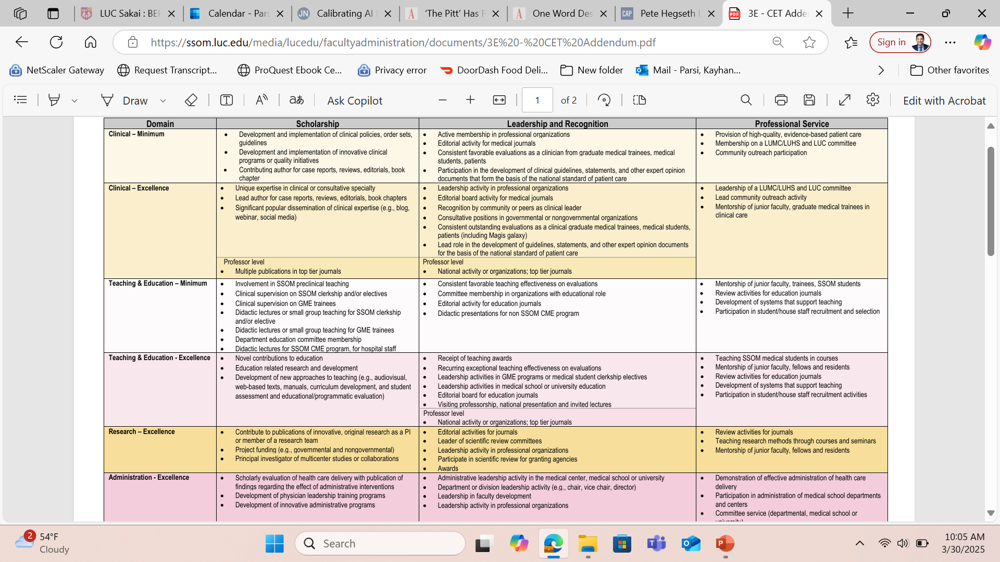 LUC Sakai : BEH
Calendar - Pars
Calibrating AI
'The Pitt' Has R
One Word Des
CAP
Pete Hegseth
3E - CET Adde
https://ssom.luc.edu/media/lucedu/facultyadministration/documents/3E%20-%20CET%20Addendum.pdf
Sign in
NetScaler Gateway
Request Transcript...
ProQuest Ebook Ce...
Privacy error
DoorDash Food Deli...
New folder
Mail - Parsi, Kayhan...
Other favorites
Draw
Ask Copilot
1
of 2
Edit with Acrobat
Domain
Scholarship
Leadership and Recognition
Professional Service
Clinical – Minimum
• Development and implementation of clinical policies, order sets,
guidelines
• Development and implementation of innovative clinical
programs or quality initiatives
• Contributing author for case reports, reviews, editorials, book
chapter
• Active membership in professional organizations
• Editorial activity for medical journals
• Consistent favorable evaluations as a clinician from graduate medical trainees, medical
students, patients
• Participation in the development of clinical guidelines, statements, and other expert opinion
documents that form the basis of the national standard of patient care
• Provision of high-quality, evidence-based patient care
• Membership on a LUMC/LUHS and LUC committee
• Community outreach participation
Clinical – Excellence
• Unique expertise in clinical or consultative specialty
• Lead author for case reports, reviews, editorials, book chapters
• Significant popular dissemination of clinical expertise (e.g., blog,
webinar, social media)
Professor level
• Multiple publications in top tier journals
• Leadership activity in professional organizations
• Editorial board activity for medical journals
• Recognition by community or peers as clinical leader
• Consultative positions in governmental or nongovernmental organizations
• Consistent outstanding evaluations as a clinical graduate medical trainees, medical students,
patients (including Magis galaxy)
• Lead role in the development of guidelines, statements, and other expert opinion documents
for the basis of the national standard of patient care
Professor level
• National activity or organizations; top tier journals
• Leadership of a LUMC/LUHS and LUC committee
• Lead community outreach activity
• Mentorship of junior faculty, graduate medical trainees in
clinical care
Teaching & Education – Minimum
• Involvement in SSOM preclinical teaching
• Clinical supervision on SSOM clerkship and/or electives
• Clinical supervision on GME trainees
• Didactic lectures or small group teaching for SSOM clerkship
and/or elective
• Didactic lectures or small group teaching for GME trainees
• Department education committee membership
• Didactic lectures for SSOM CME program, for hospital staff
• Consistent favorable teaching effectiveness on evaluations
• Committee membership in organizations with educational role
• Editorial activity for education journals
• Didactic presentations for non SSOM CME program
• Mentorship of junior faculty, trainees, SSOM students
• Review activities for education journals
• Development of systems that support teaching
• Participation in student/house staff recruitment and selection
Teaching & Education - Excellence
• Novel contributions to education
• Education related research and development
• Development of new approaches to teaching (e.g., audiovisual,
web-based texts, manuals, curriculum development, and student
assessment and educational/programmatic evaluation)
• Receipt of teaching awards
• Recurring exceptional teaching effectiveness on evaluations
• Leadership activities in GME programs or medical student clerkship electives
• Leadership activities in medical school or university education
• Editorial board for education journals
• Visiting professorship, national presentation and invited lectures
Professor level
• National activity or organizations; top tier journals
• Teaching SSOM medical students in courses
• Mentorship of junior faculty, fellows and residents
• Review activities for education journals
• Development of systems that support teaching
• Participation in student/house staff recruitment activities
Research – Excellence
• Contribute to publications of innovative, original research as a PI
or member of a research team
• Project funding (e.g., governmental and nongovernmental)
• Principal investigator of multicenter studies or collaborations
• Editorial activities for journals
• Leader of scientific review committees
• Leadership activity in professional organizations
• Participate in scientific review for granting agencies
• Awards
• Review activities for journals
• Teaching research methods through courses and seminars
• Mentorship of junior faculty, fellows and residents
Administration - Excellence
• Scholarly evaluation of health care delivery with publication of
findings regarding the effect of administrative interventions
• Development of physician leadership training programs
• Development of innovative administrative programs
• Administrative leadership activity in the medical center, medical school or university
• Department or division leadership activity (e.g., chair, vice chair, director)
• Leadership in faculty development
• Leadership activity in professional organizations
• Demonstration of effective administration of health care
delivery
• Participation in administration of medical school departments
and centers
• Committee service (departmental, medical school or
university)
2
54°F
Cloudy
Search
10:05 AM
3/30/2025